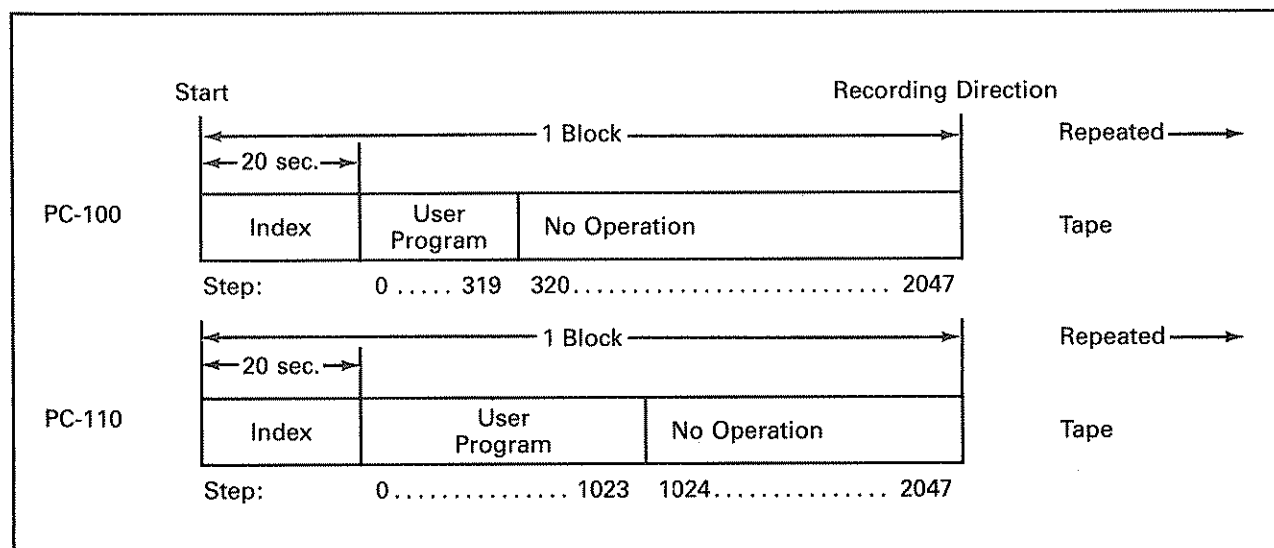 Start Recording Direction
1 Block Repeated
20 sec.
PC-100 Index User Program No Operation Tape
Step: 0 ..... 319 320........................... 2047
1 Block Repeated
20 sec.
PC-110 Index User Program No Operation Tape
Step: 0............... 1023 1024............... 2047